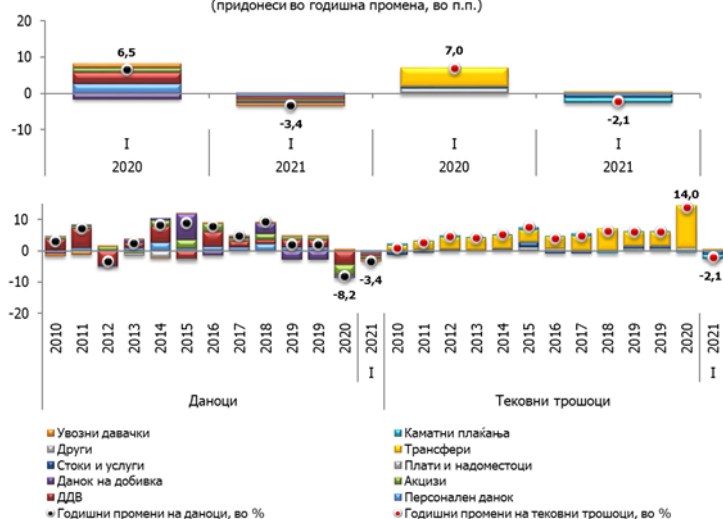 (придонеси во годишна промена, во п.п.)
20
10
0
-10
6,5
-3,4
7,0
-2,1
I I I I
2020 2021 2020 2021
10
0
-10
-20
-8,2
-3,4
14,0
-2,1
2010 2011 2012 2013 2014 2015 2016 2017 2018 2019 2019 2020 2021 2010 2011 2012 2013 2014 2015 2016 2017 2018 2019 2019 2020 2021
I I
Даноци Тековни трошоци
Увозни давачки
Други
Стоки и услуги
Данок на добивка
ДДВ
Годишни промени на даноци, во %
Каматни плаќања
Трансфери
Плати и надоместоци
Акцизи
Персонален данок
Годишни промени на тековни трошоци, во %